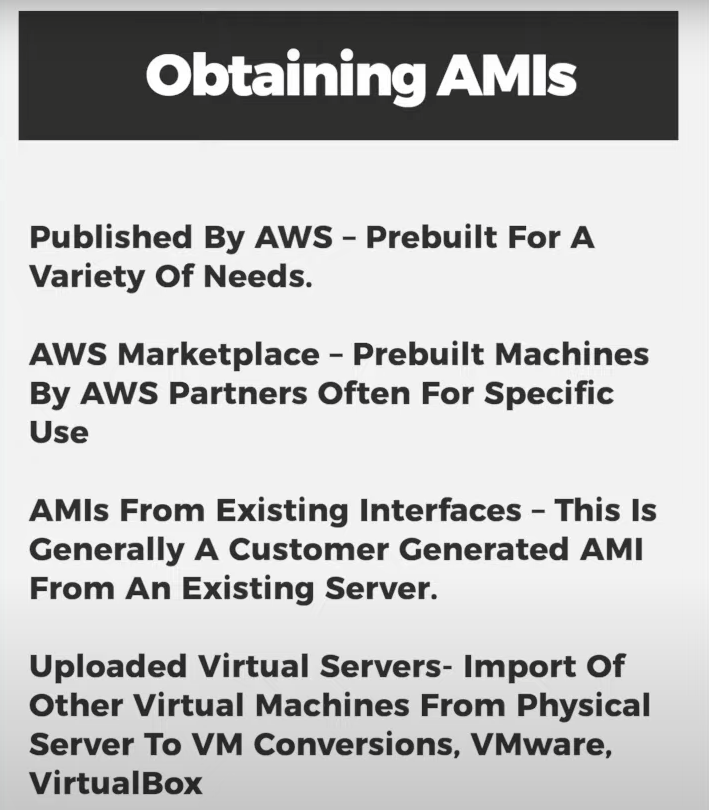 Obtaining AMIs
Published By AWS – Prebuilt For A
Variety Of Needs.
AWS Marketplace – Prebuilt Machines
By AWS Partners Often For Specific
Use
AMIs From Existing Interfaces – This Is
Generally A Customer Generated AMI
From An Existing Server.
Uploaded Virtual Servers- Import Of
Other Virtual Machines From Physical
Server To VM Conversions, VMware,
VirtualBox